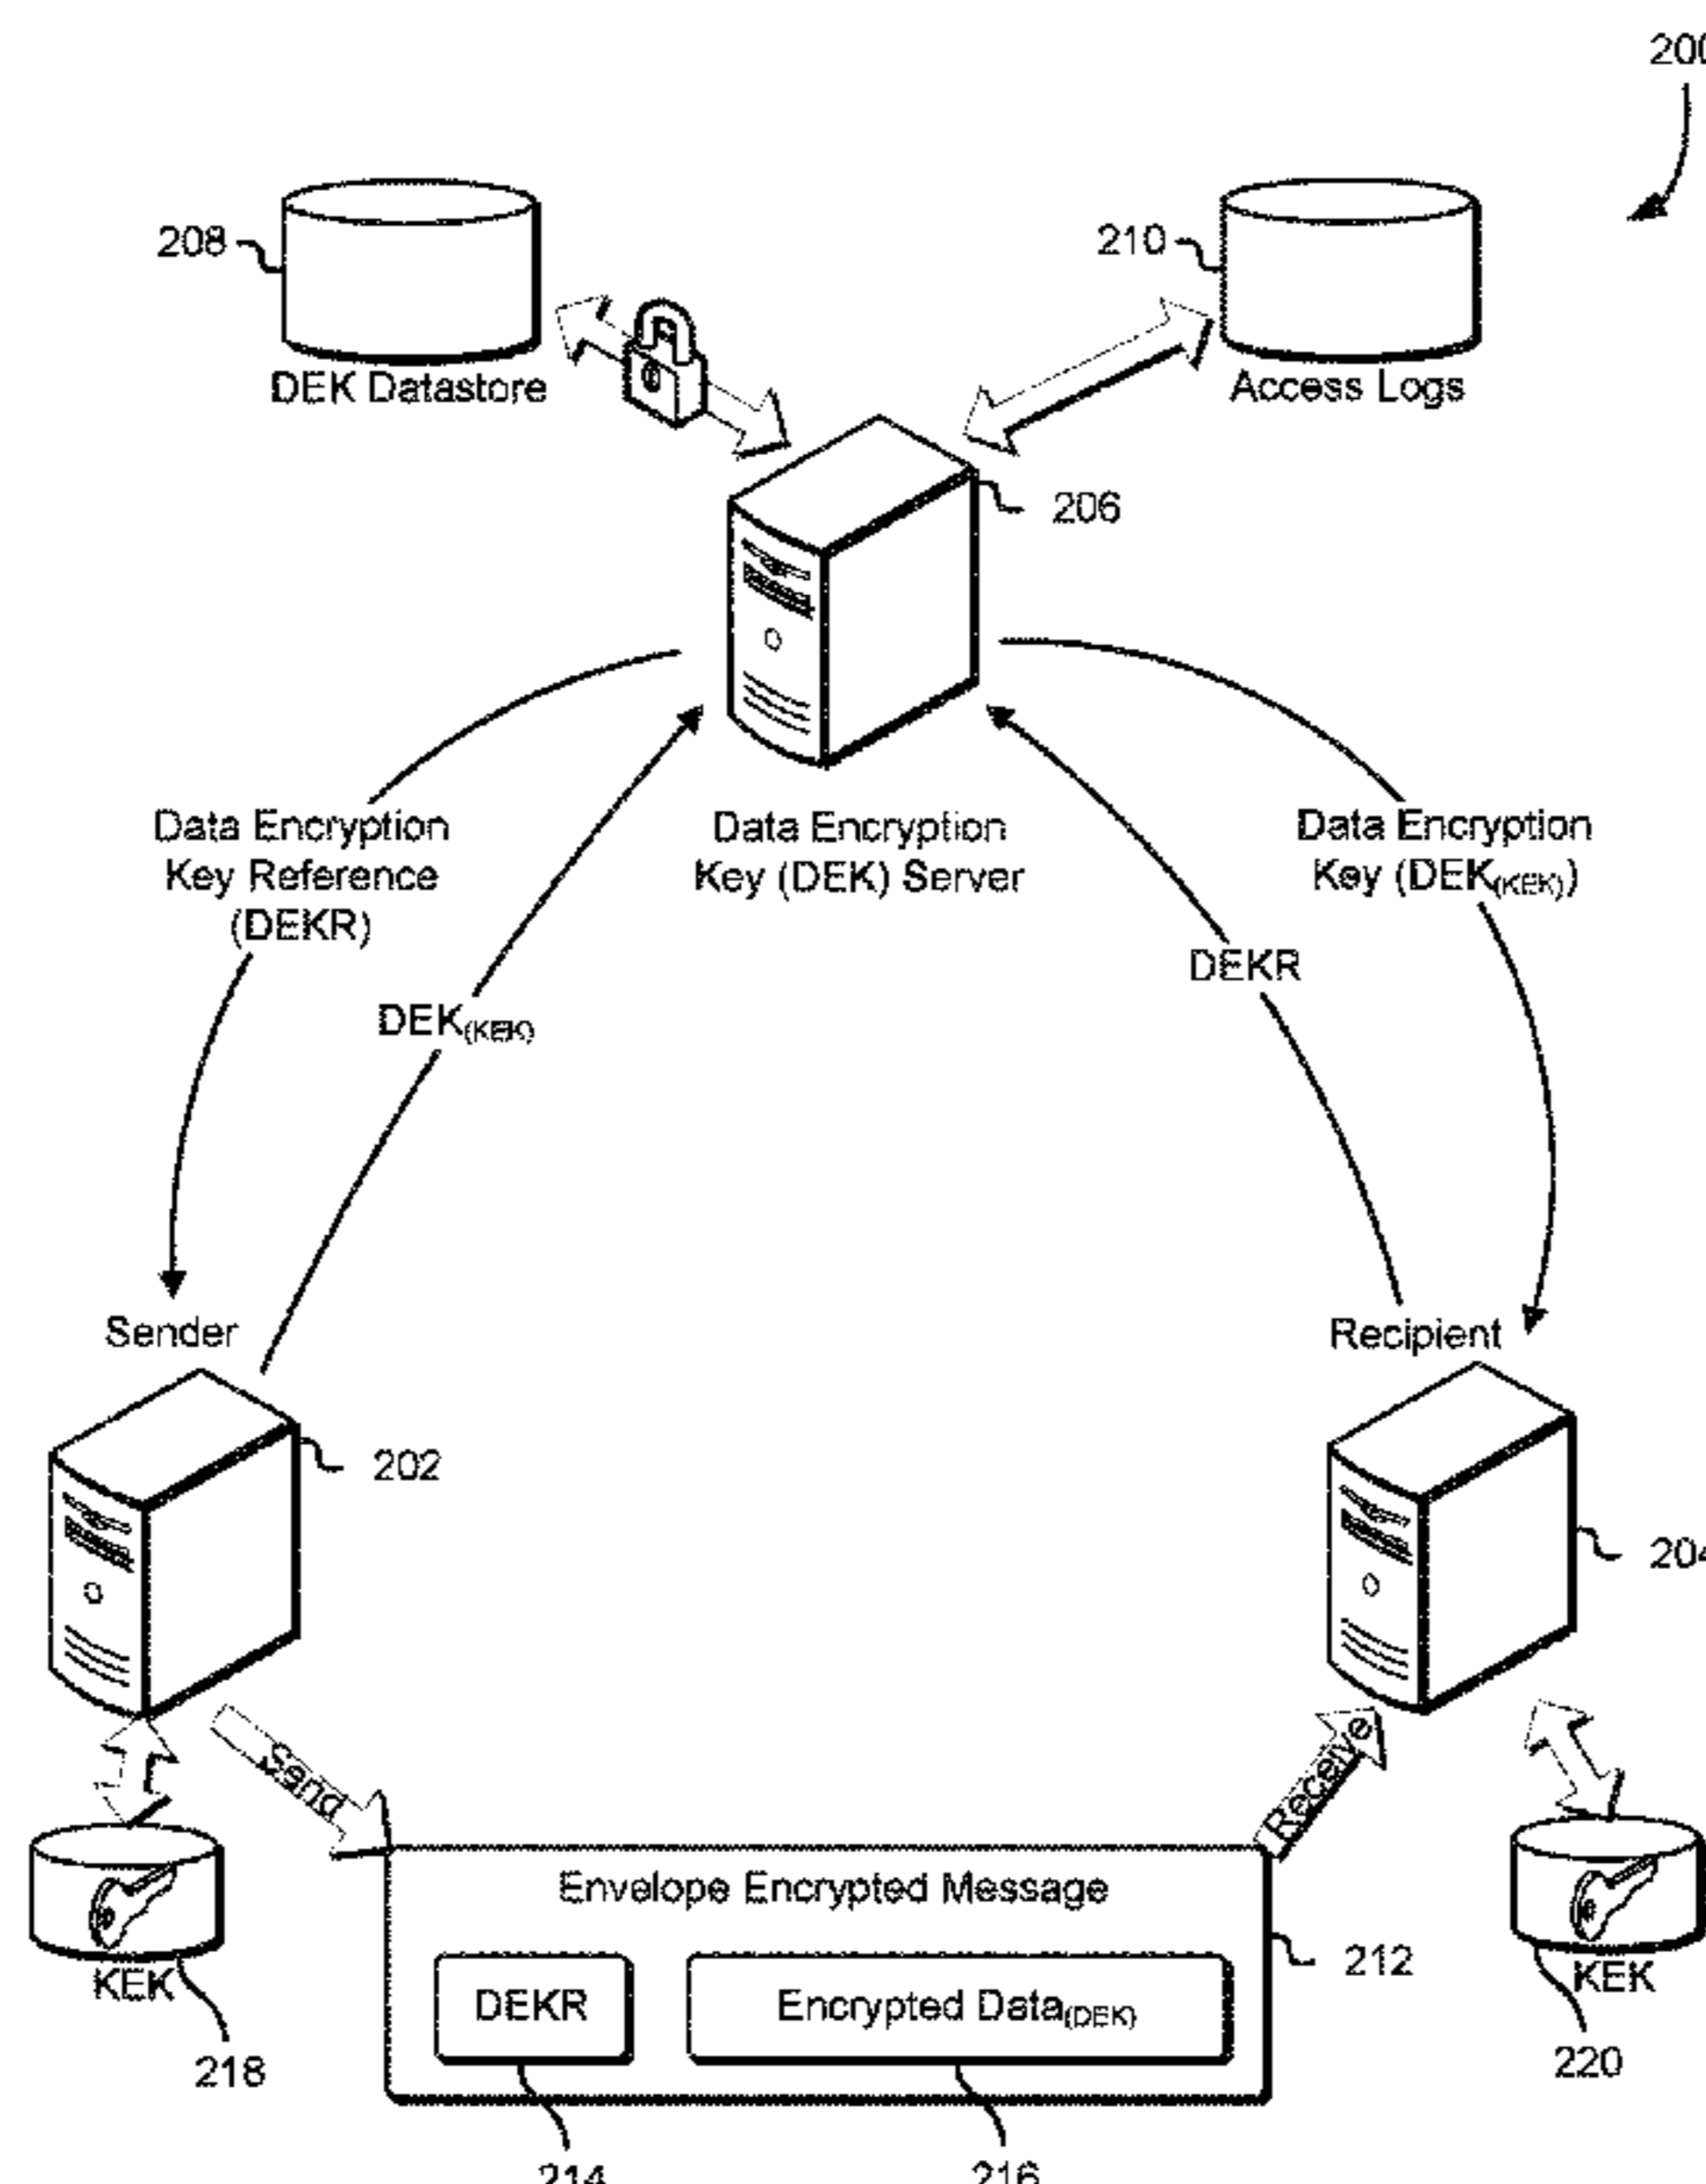 200
208
210
DEK Datastore
Access Logs
206
Data Encryption
Key Reference
(DEKR)
Data Encryption
Key (DEK) Server
Data Encryption
Key (DEK(KEK))
DEKR
DEK(KEK)
Sender
Recipient
202
204
Send
Receive
Envelope Encrypted Message
DEKR
Encrypted Data(DEK)
212
KEK
KEK
218
220
214
216